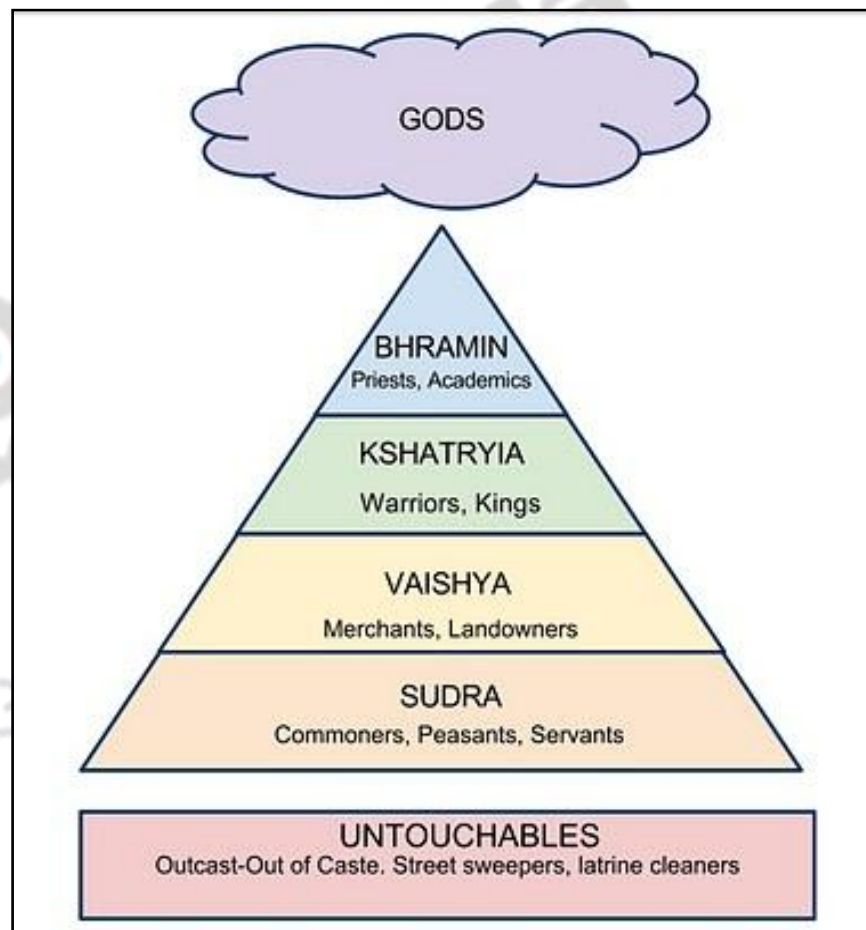 GODS
BHRAMIN
Priests, Academics
KSHATRYIA
Warriors, Kings
VAISHYA
Merchants, Landowners
SUDRA
Commoners, Peasants, Servants
UNTOUCHABLES
Outcast-Out of Caste. Street sweepers, latrine cleaners